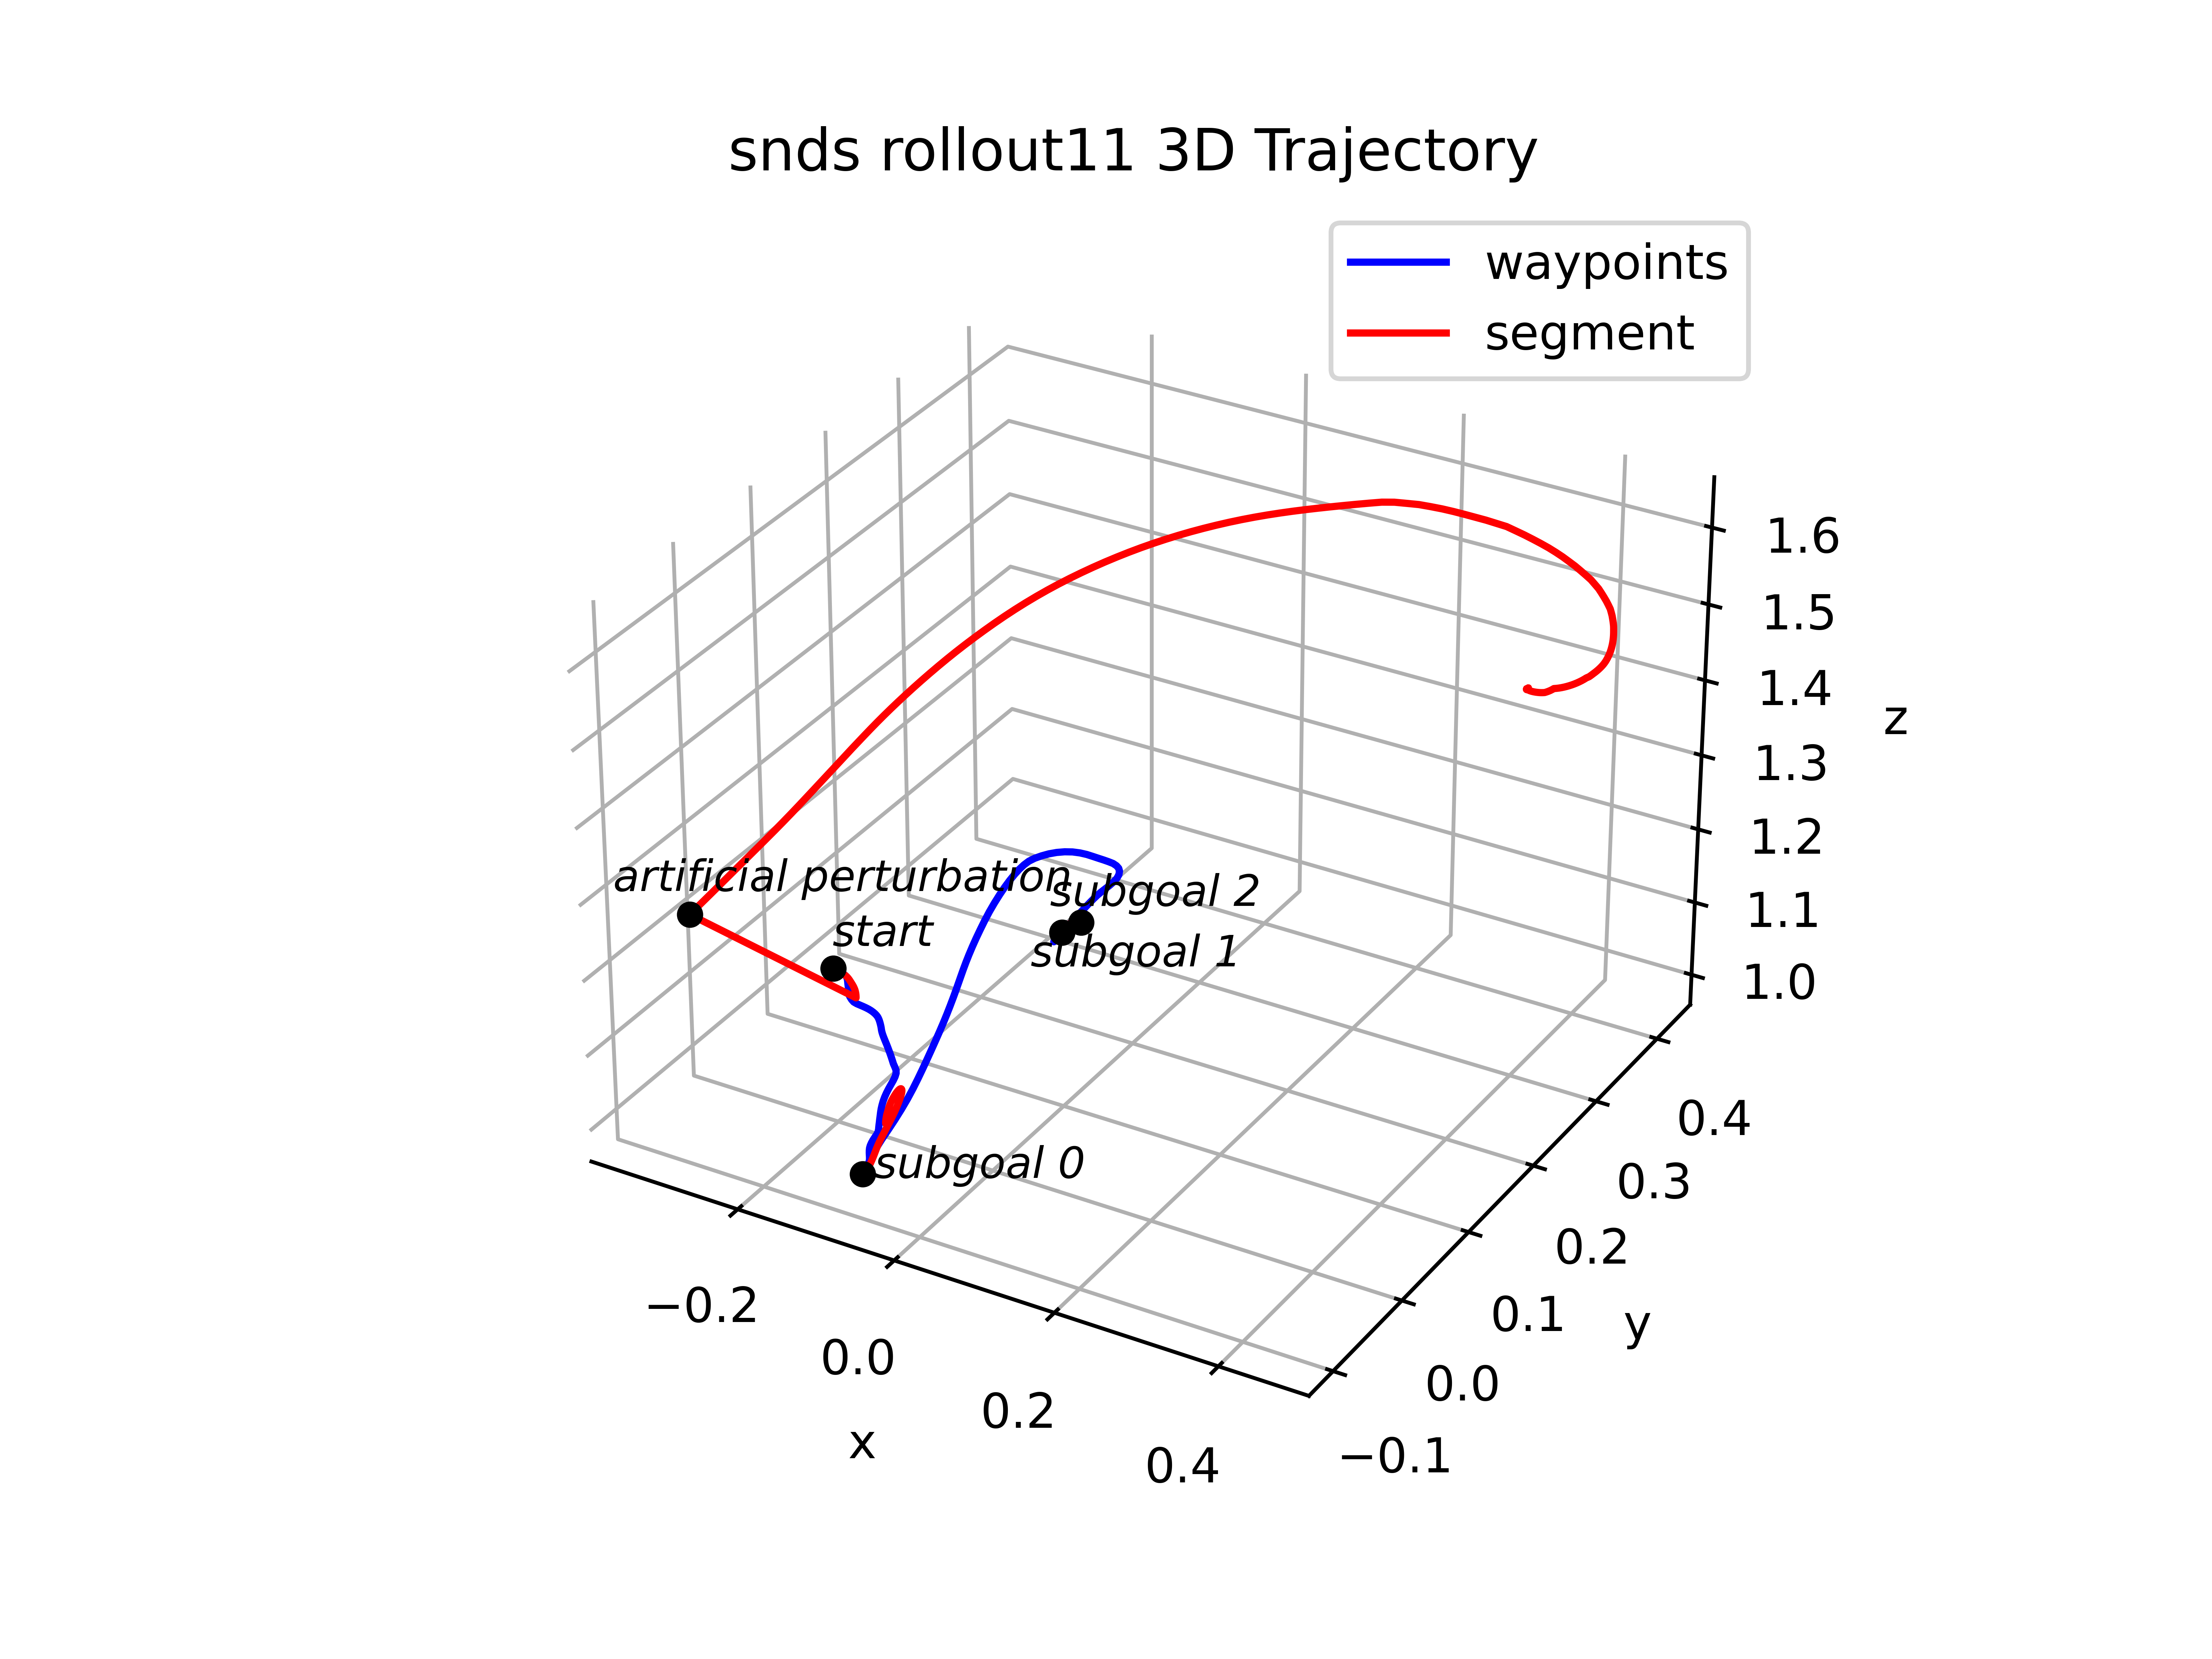 snds rollout11 3D Trajectory
waypoints
segment
1.6
1.5
1.4
z
1.3
1.2
1.1
1.0
artificial perturbation
subgoal 2
start
subgoal 1
subgoal 0
0.4
0.3
0.2
0.1
y
0.0
−0.1
−0.2
0.0
0.2
0.4
x